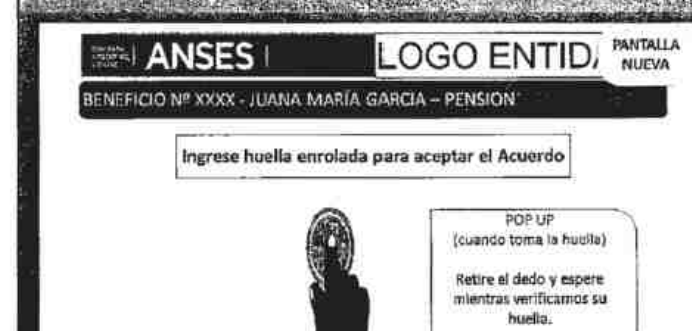 ANSES
LOGO ENTID
PANTALLA
NUEVA
BENEFICIO Nº XXXX - JUANA MARÍA GARCIA – PENSION
Ingrese huella enrolada para aceptar el Acuerdo
POP UP
(cuando toma la huella)
Retire el dedo y espere
mientras verificamos su
huella.